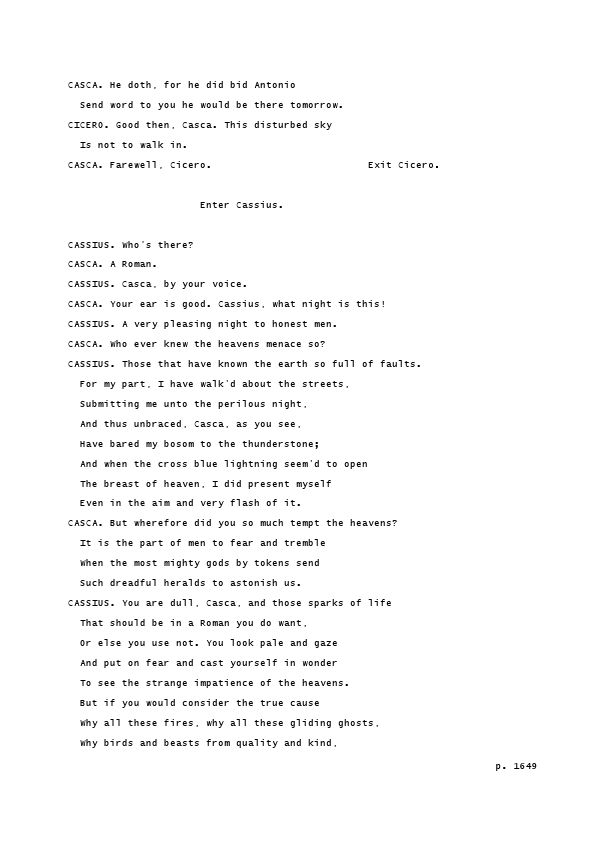 CASCA. He doth, for he did bid Antonio
Send word to you he would be there tomorrow.
CICERO. Good then, Casca. This disturbed sky
Is not to walk in.
CASCA. Farewell, Cicero. Exit Cicero.
Enter Cassius.
CASSIUS. Who's there?
CASCA. A Roman.
CASSIUS. Casca, by your voice.
CASCA. Your ear is good. Cassius, what night is this!
CASSIUS. A very pleasing night to honest men.
CASCA. Who ever knew the heavens menace so?
CASSIUS. Those that have known the earth so full of faults.
For my part, I have walk'd about the streets,
Submitting me unto the perilous night,
And thus unbraced, Casca, as you see,
Have bared my bosom to the thunderstone;
And when the cross blue lightning seem'd to open
The breast of heaven, I did present myself
Even in the aim and very flash of it.
CASCA. But wherefore did you so much tempt the heavens?
It is the part of men to fear and tremble
When the most mighty gods by tokens send
Such dreadful heralds to astonish us.
CASSIUS. You are dull, Casca, and those sparks of life
That should be in a Roman you do want,
Or else you use not. You look pale and gaze
And put on fear and cast yourself in wonder
To see the strange impatience of the heavens.
But if you would consider the true cause
Why all these fires, why all these gliding ghosts,
Why birds and beasts from quality and kind,
p. 1649